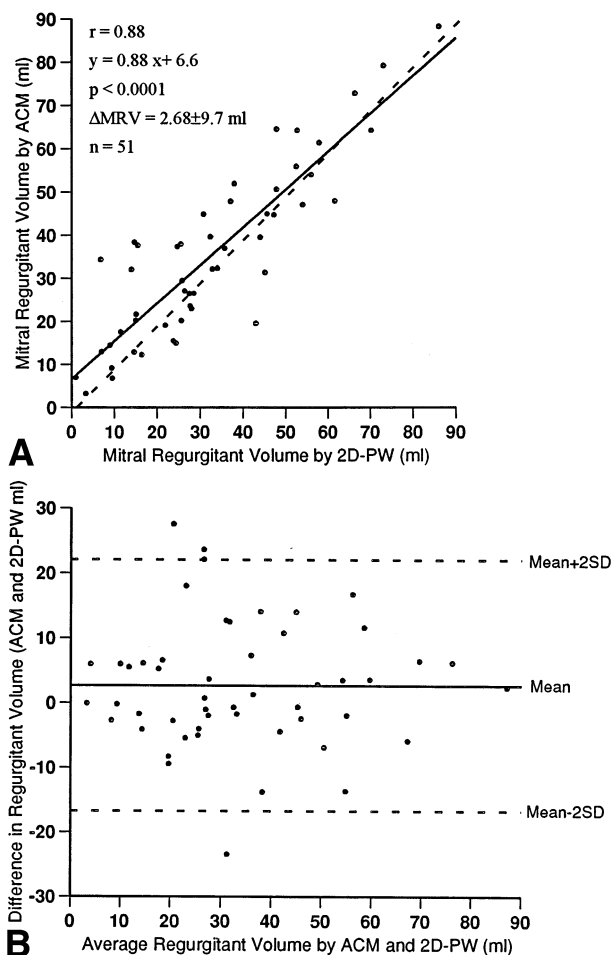 r = 0.88
y = 0.88 x+ 6.6
p < 0.0001
ΔMRV = 2.68±9.7 ml
n = 51
Mitral Regurgitant Volume by ACM (ml)
90
80
70
60
50
40
30
20
10
0
0 10 20 30 40 50 60 70 80 90
Mitral Regurgitant Volume by 2D-PW (ml)
A
Difference in Regurgitant Volume (ACM and 2D-PW ml)
30
20
10
0
-10
-20
-30
Mean+2SD
Mean
Mean-2SD
0 10 20 30 40 50 60 70 80 90
Average Regurgitant Volume by ACM and 2D-PW (ml)
B